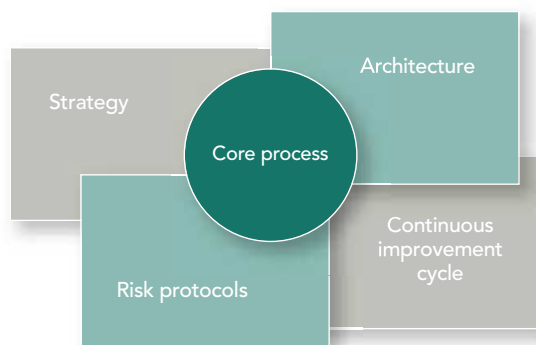 Architecture
Strategy
Core process
Continuous
improvement
cycle
Risk protocols